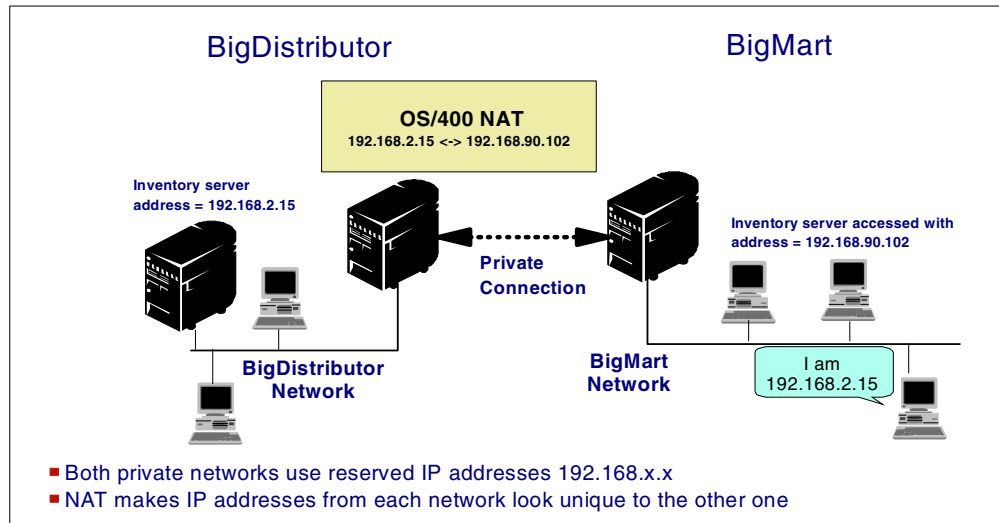 BigDistributor
BigMart
OS/400 NAT
192.168.2.15 <-> 192.168.90.102
Inventory server
address = 192.168.2.15
Private
Connection
Inventory server accessed with
address = 192.168.90.102
BigDistributor
Network
BigMart
Network
I am
192.168.2.15
Both private networks use reserved IP addresses 192.168.x.x
NAT makes IP addresses from each network look unique to the other one